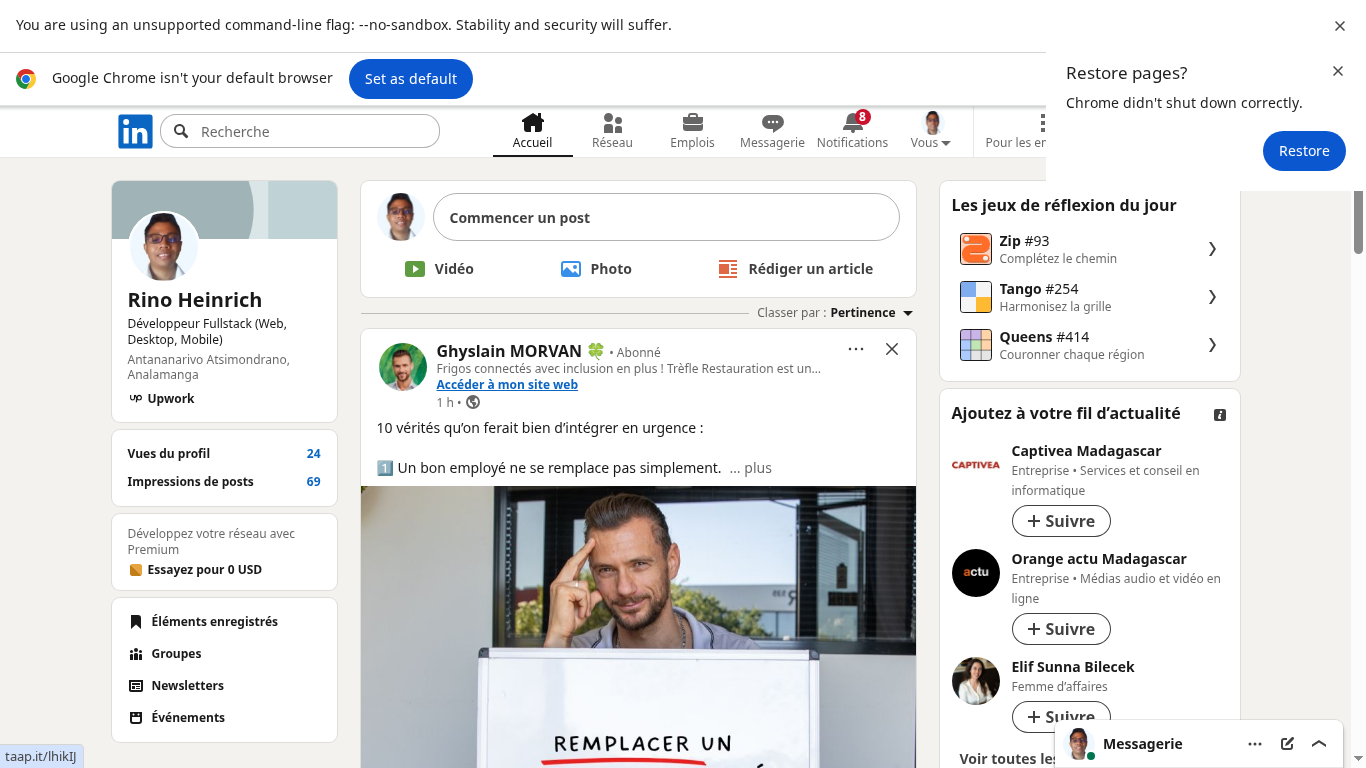 You are using an unsupported command-line flag: --no-sandbox. Stability and security will suffer.
Google Chrome isn't your default browser
Set as default
Restore pages?
Chrome didn't shut down correctly.
Restore
in
Recherche
Accueil
Réseau
Emplois
Messagerie
8
Notifications
Vous
Pour les en
Rino Heinrich
Développeur Fullstack (Web,
Desktop, Mobile)
Antananarivo Atsimondrano,
Analamanga
Upwork
Vues du profil 24
Impressions de posts 69
Développez votre réseau avec
Premium
Essayez pour 0 USD
Éléments enregistrés
Groupes
Newsletters
Événements
taap.it/lhikIJ
Commencer un post
Vidéo
Photo
Rédiger un article
Classer par : Pertinence
Ghyslain MORVAN 🍀 • Abonné
Frigos connectés avec inclusion en plus ! Trèfle Restauration est un...
Accéder à mon site web
1 h •
10 vérités qu’on ferait bien d’intégrer en urgence :
1️⃣ Un bon employé ne se remplace pas simplement. … plus
REMPLACER UN
Les jeux de réflexion du jour
Zip #93
Complétez le chemin
Tango #254
Harmonisez la grille
Queens #414
Couronner chaque région
Ajoutez à votre fil d’actualité
CAPTIVEA
Captivea Madagascar
Entreprise • Services et conseil en
informatique
+ Suivre
actu
Orange actu Madagascar
Entreprise • Médias audio et vidéo en
ligne
+ Suivre
Elif Sunna Bilecek
Femme d’affaires
+ Suivre
Voir toutes les
Messagerie